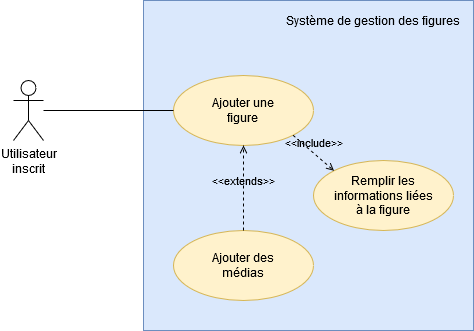 Système de gestion des figures
Ajouter une
figure
<<include>>
Utilisateur
inscrit
<<extends>>
Remplir les
informations liées
à la figure
Ajouter des
médias